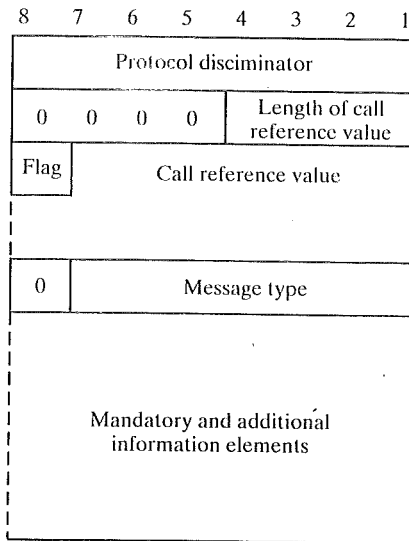 8 7 6 5 4 3 2 1
Protocol disciminator
0 0 0 0
Length of call
reference value
Flag
Call reference value
0
Message type
Mandatory and additional
information elements